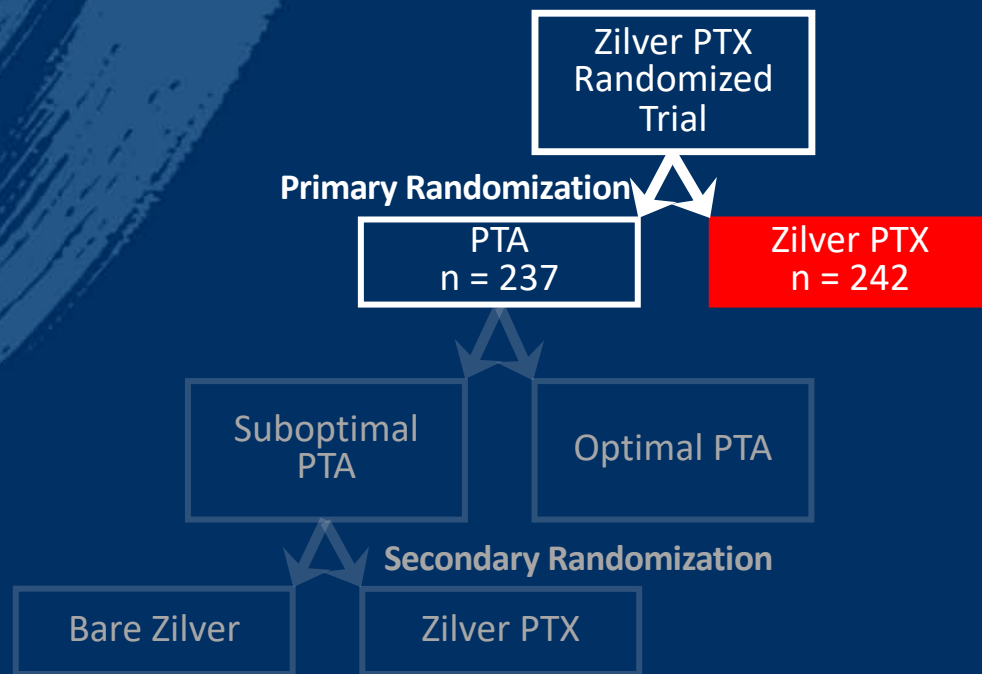 Zilver PTX
Randomized
Trial
Primary Randomization
PTA
n = 237
Zilver PTX
n = 242
Suboptimal
PTA
Optimal PTA
Secondary Randomization
Bare Zilver
Zilver PTX